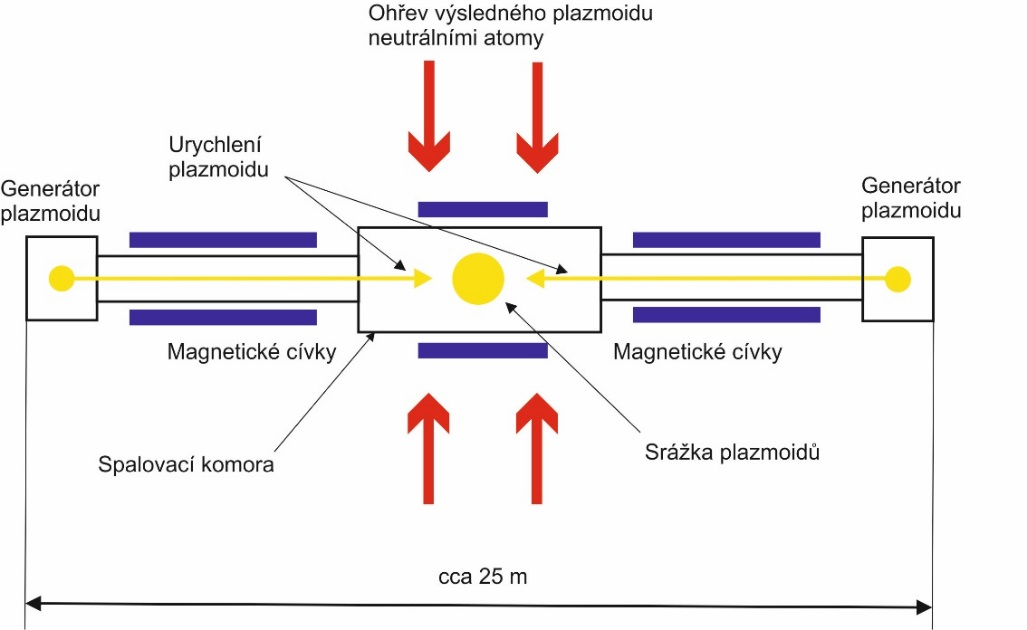 Ohřev výsledného plazmoidu
neutrálními atomy
Urychlení
plazmoidu
Generátor
plazmoidu
Generátor
plazmoidu
Magnetické cívky
Magnetické cívky
Spalovací komora
Srážka plazmoidů
cca 25 m